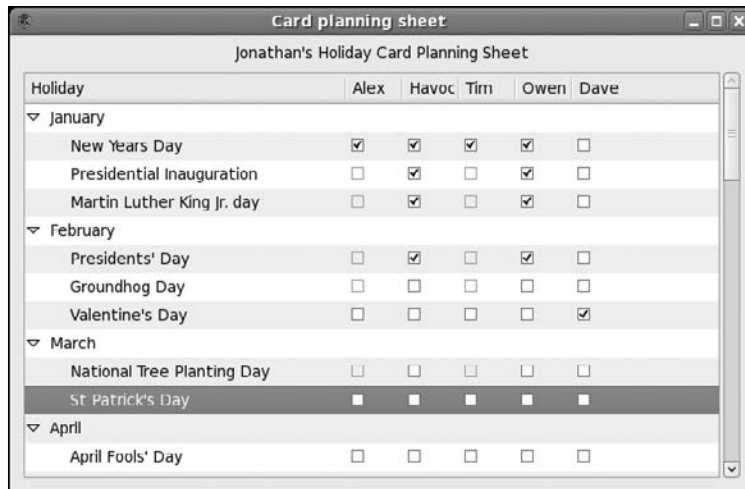 Card planning sheet
Jonathan's Holiday Card Planning Sheet
Holiday Alex Havoc Tim Owen Dave
January
New Years Day
Presidential Inauguration
Martin Luther King Jr. day
February
Presidents' Day
Groundhog Day
Valentine's Day
March
National Tree Planting Day
St Patrick's Day
April
April Fools' Day